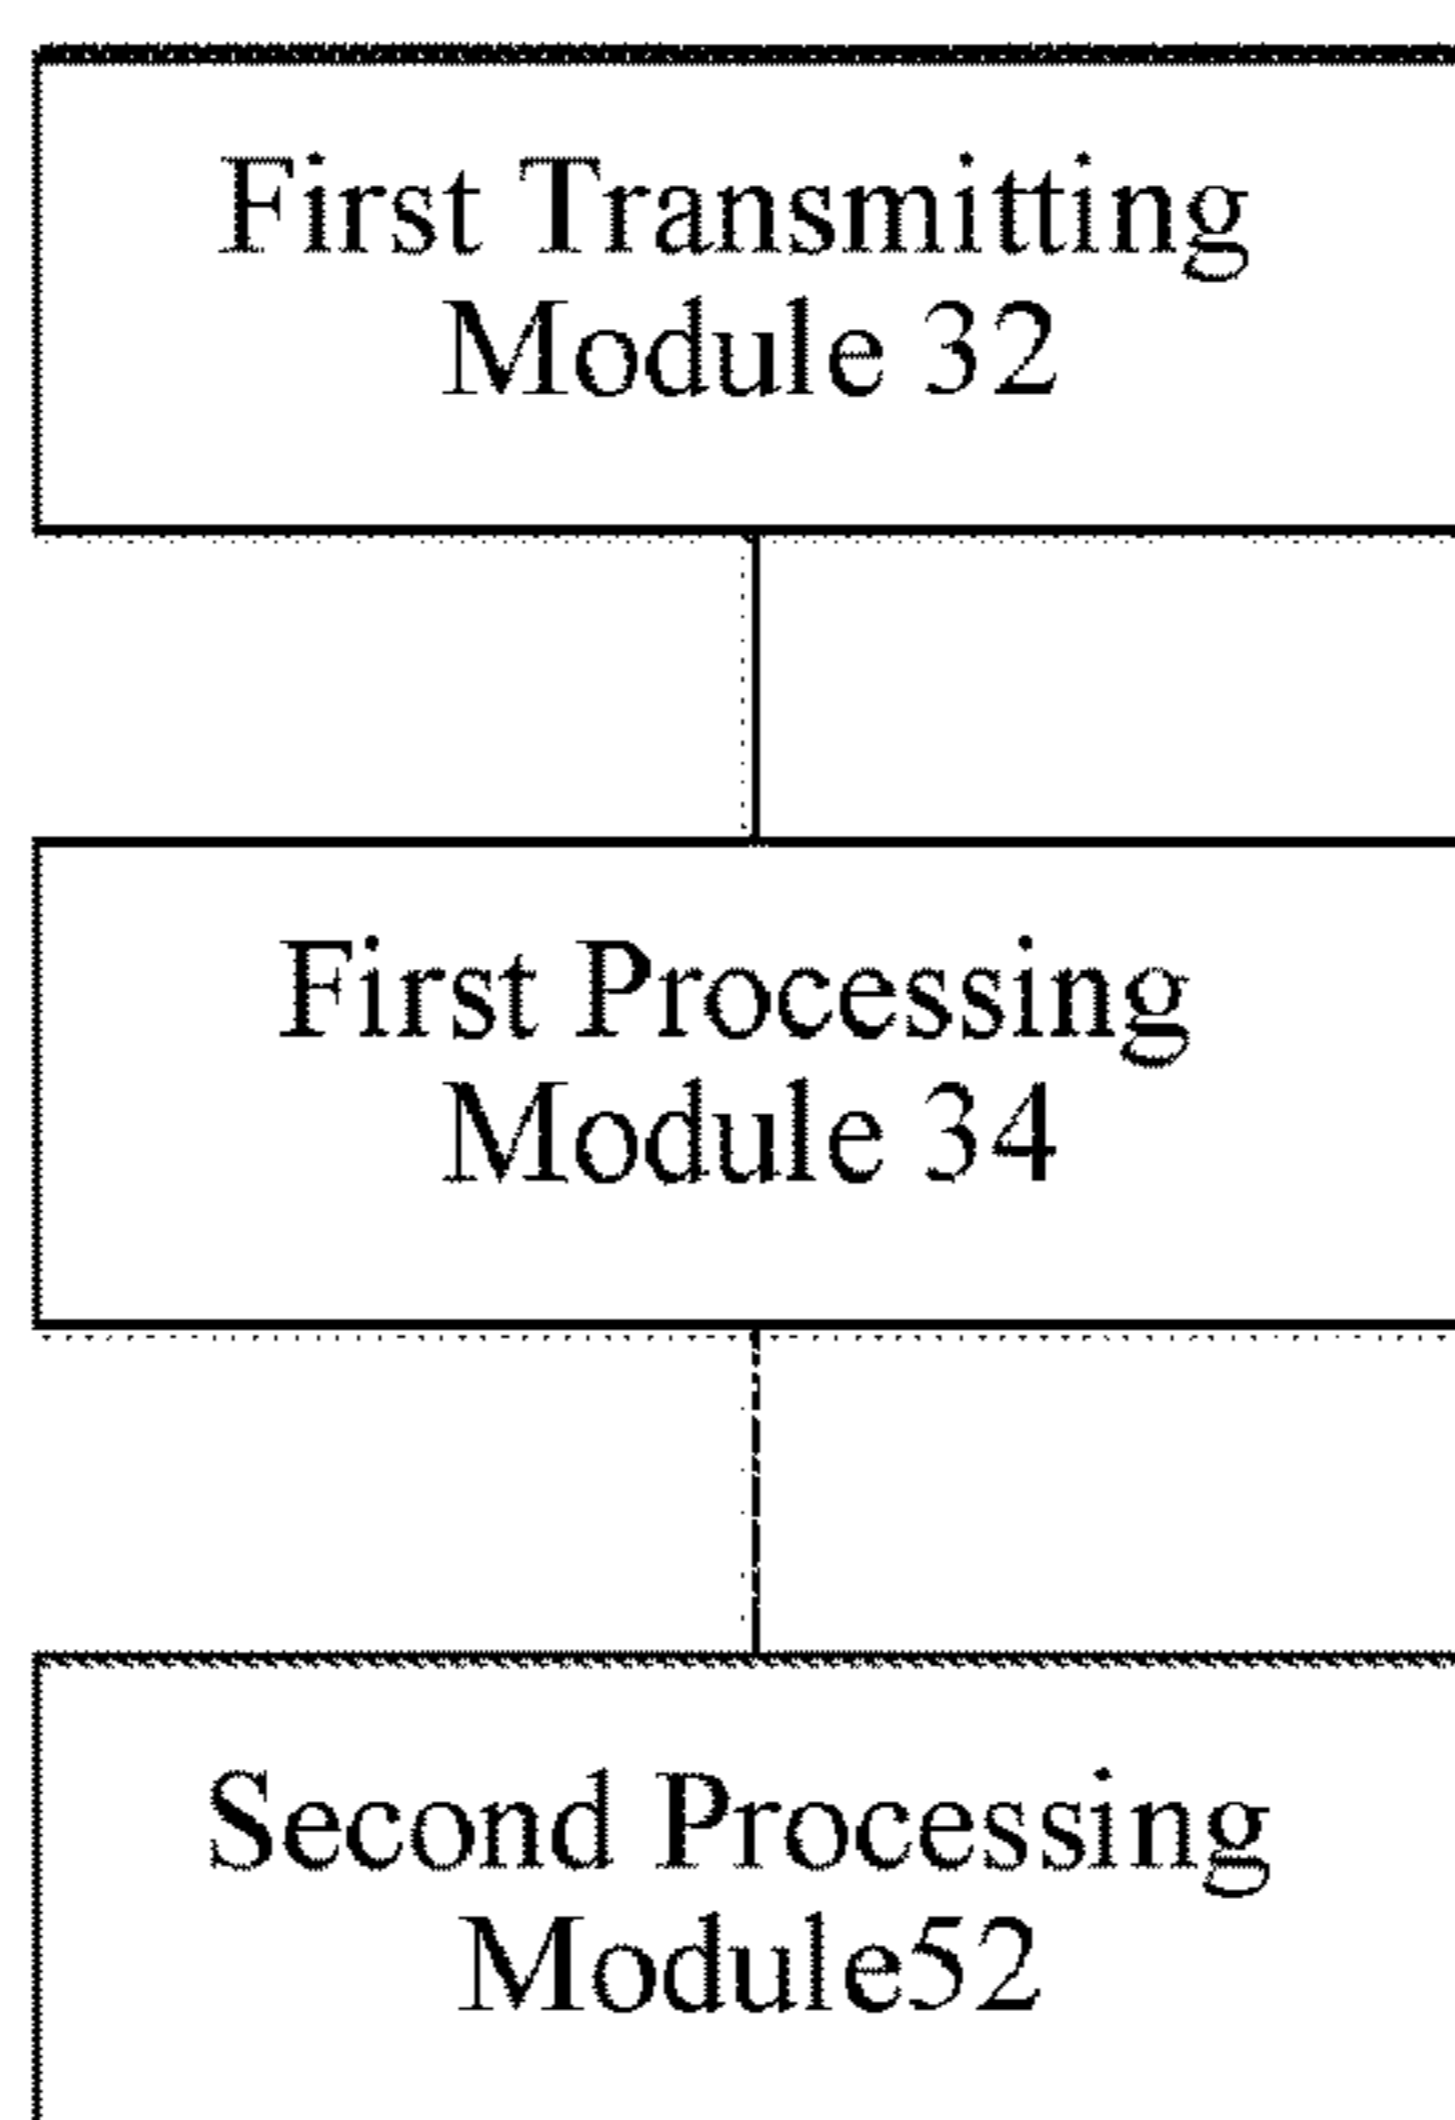 First Transmitting
Module 32
First Processing
Module 34
Second Processing
Module52